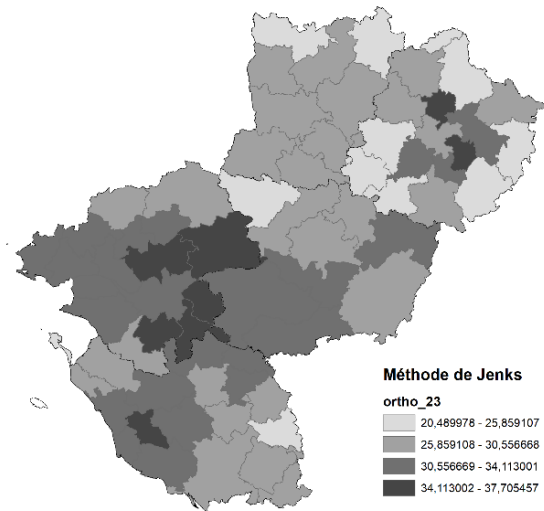 Méthode de Jenks
ortho_23
20,489978 - 25,859107
25,859108 - 30,556668
30,556669 - 34,113001
34,113002 - 37,705457